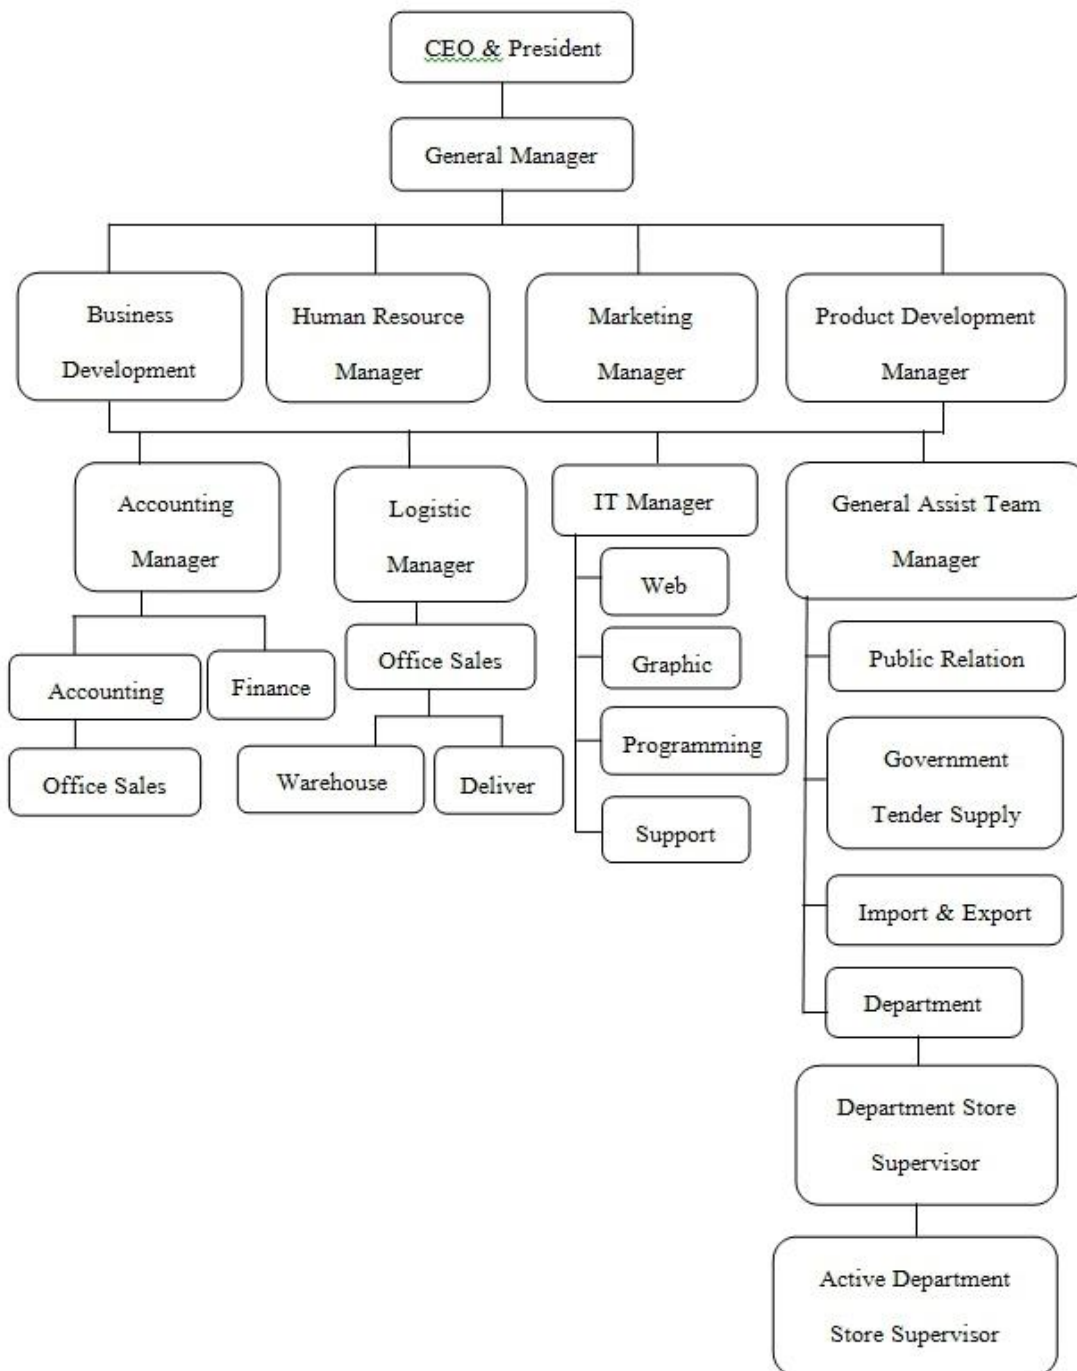 CEO & President
General Manager
Business
Development
Human Resource
Manager
Marketing
Manager
Product Development
Manager
Accounting
Manager
Logistic
Manager
IT Manager
General Assist Team
Manager
Accounting
Finance
Office Sales
Office Sales
Warehouse
Deliver
Web
Graphic
Programming
Support
Public Relation
Government
Tender Supply
Import & Export
Department
Department Store
Supervisor
Active Department
Store Supervisor